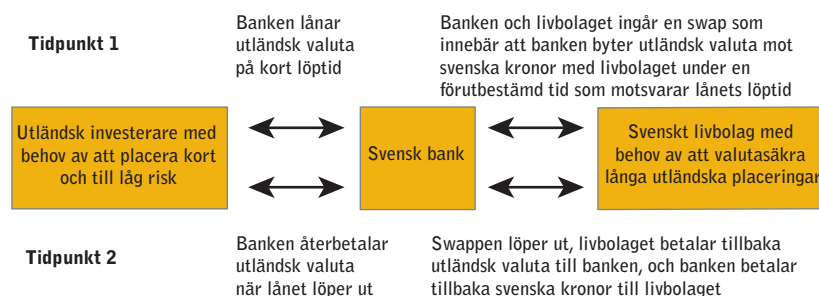 Tidpunkt 1
Banken lånar
utländsk valuta
på kort löptid
Banken och livbolaget ingår en swap som
innebär att banken byter utländsk valuta mot
svenska kronor med livbolaget under en
förutbestämd tid som motsvarar lånets löptid
Utländsk investerare med
behov av att placera kort
och till låg risk
Svensk bank
Svenskt livbolag med
behov av att valutasäkra
långa utländska placeringar
Tidpunkt 2
Banken återbetalar
utländsk valuta
när lånet löper ut
Swappen löper ut, livbolaget betalar tillbaka
utländsk valuta till banken, och banken betalar
tillbaka svenska kronor till livbolaget